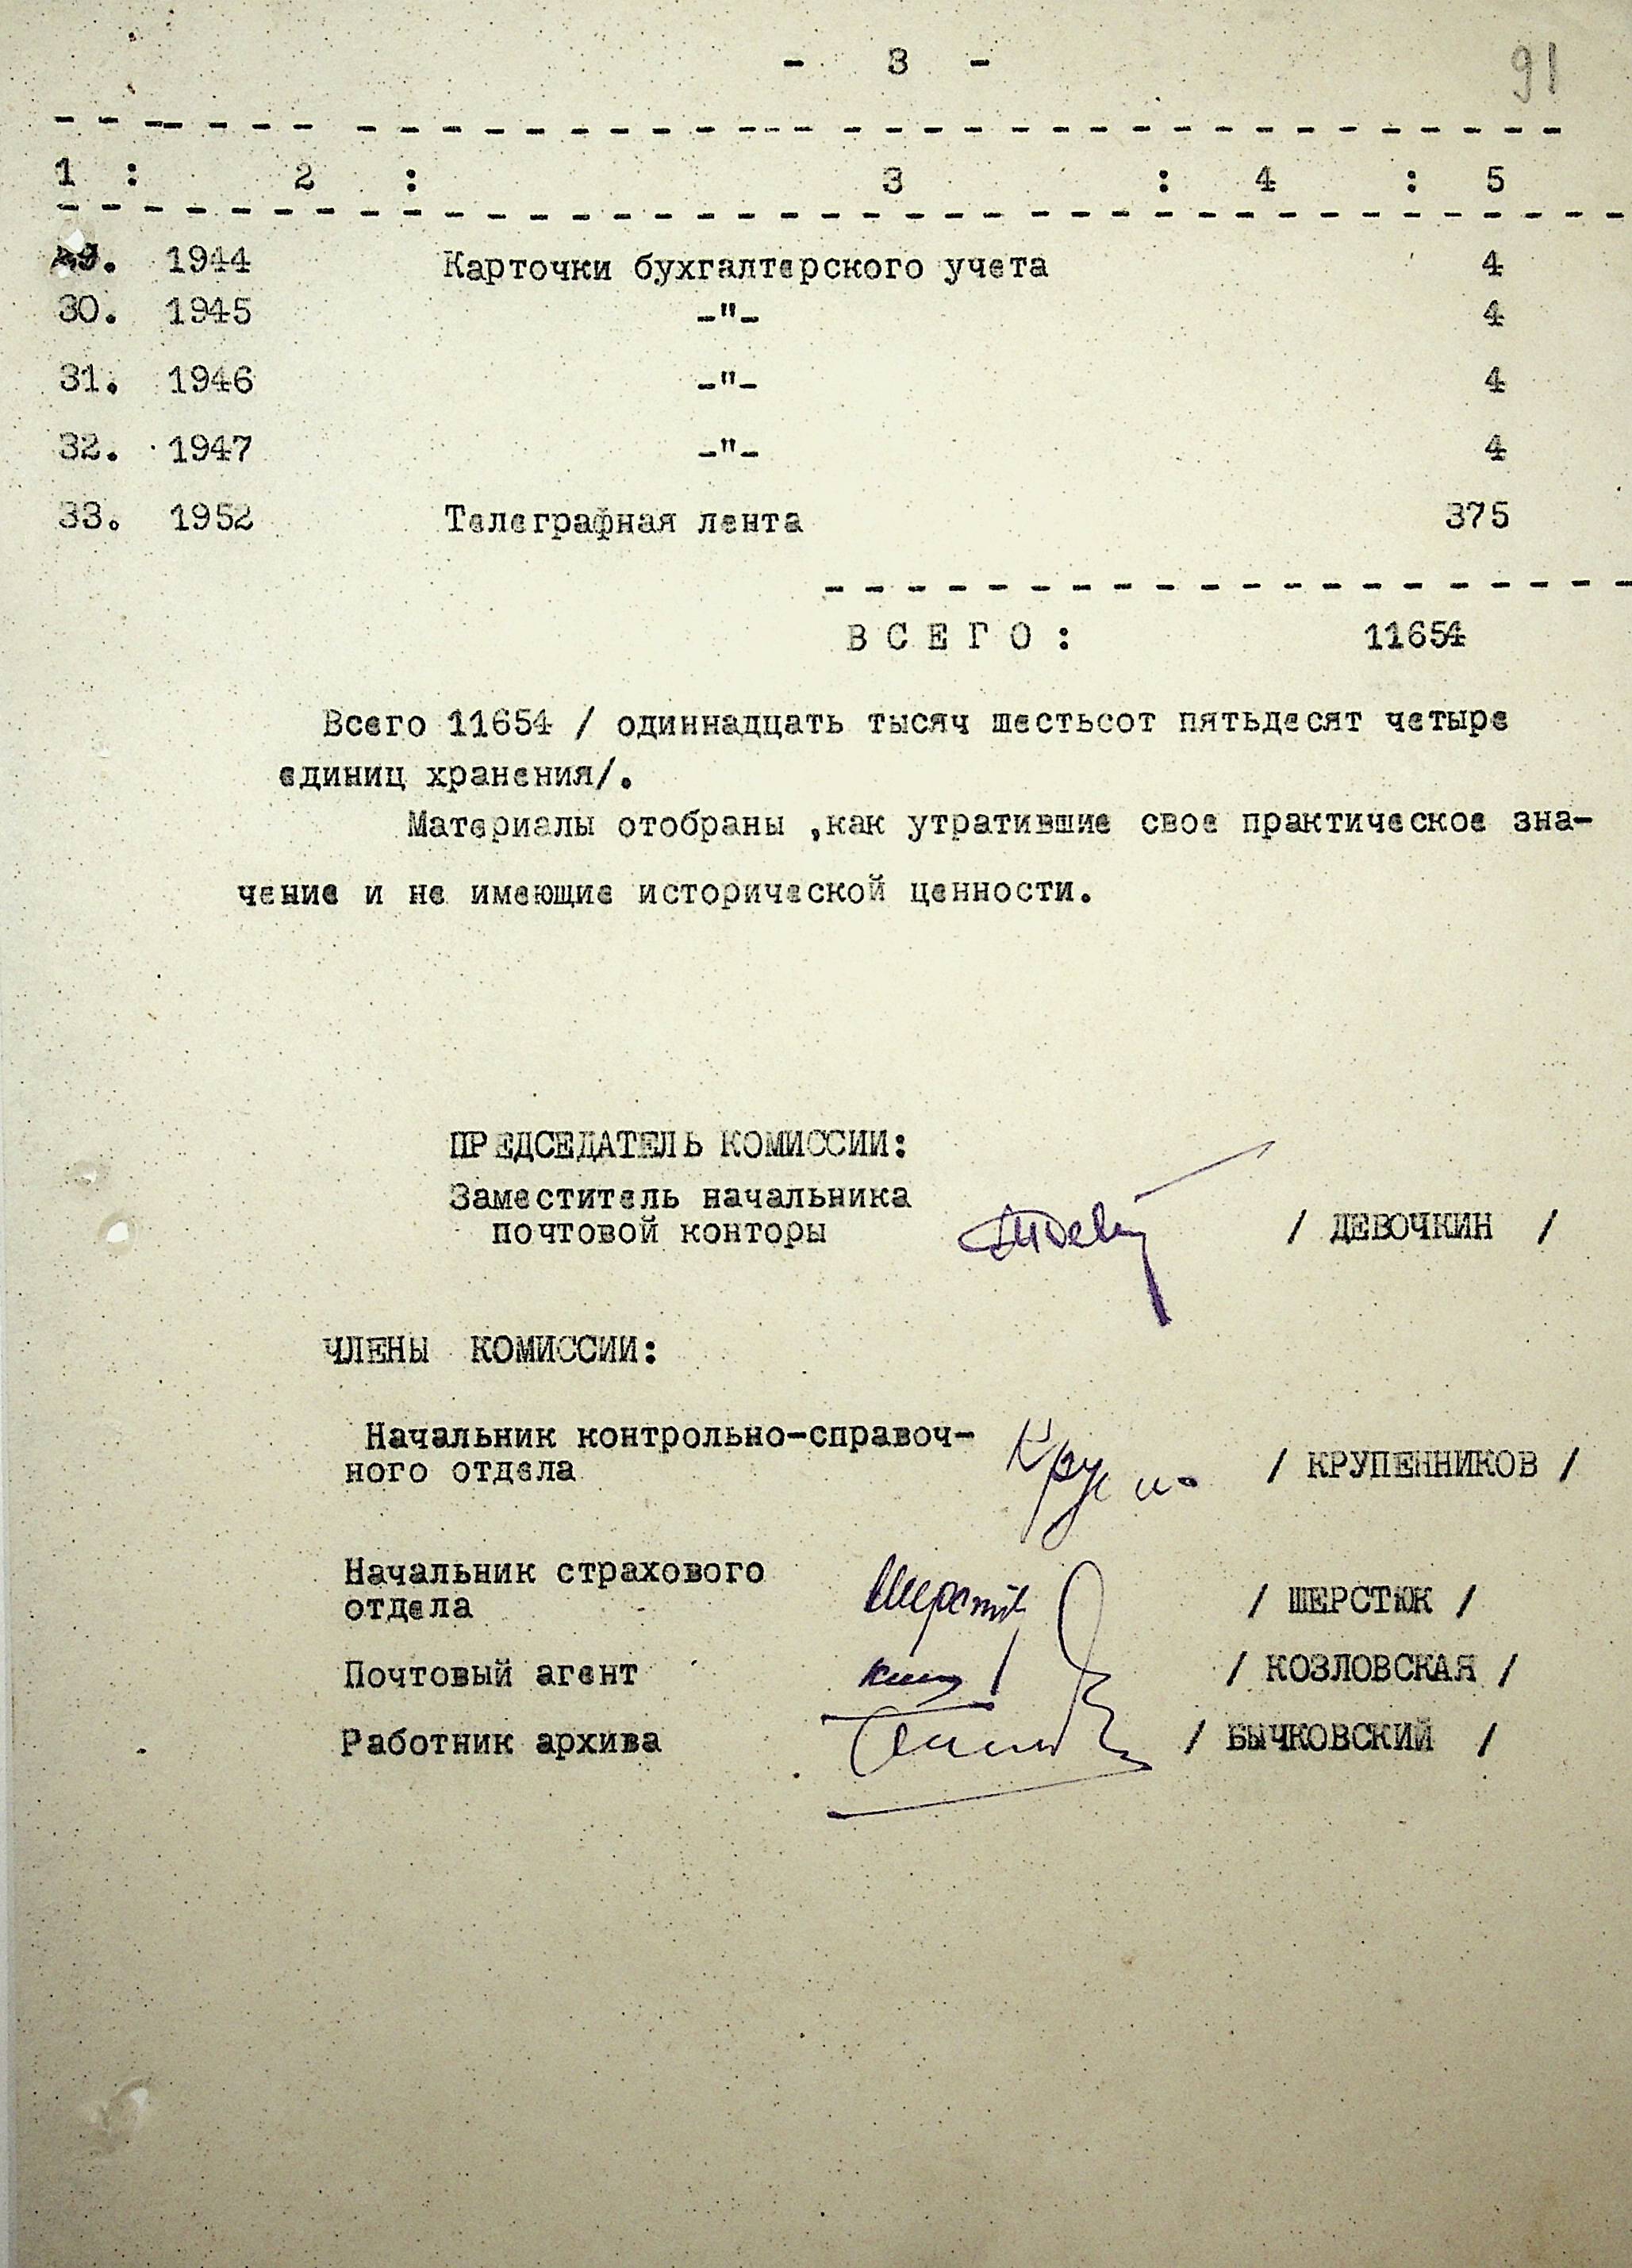 - 3 -
91
1 : 2 : 3 : 4 : 5
29. 1944 Карточки бухгалтерского учета 4
30. 1945 -"- 4
31. 1946 -"- 4
32. 1947 -"- 4
33. 1952 Телеграфная лента 375
ВСЕГО: 11654
Всего 11654 / одиннадцать тысяч шестьсот пятьдесят четыре
единиц хранения/.
Материалы отобраны ,как утратившие свое практическое зна-
чение и не имеющие исторической ценности.
ПРЕДСЕДАТЕЛЬ КОМИССИИ:
Заместитель начальника
почтовой конторы / ДЕВОЧКИН /
ЧЛЕНЫ КОМИССИИ:
Начальник контрольно-справоч-
ного отдела / КРУПЕННИКОВ /
Начальник страхового
отдела / ШЕРСТЮК /
Почтовый агент / КОЗЛОВСКАЯ /
Работник архива / БЫЧКОВСКИЙ /